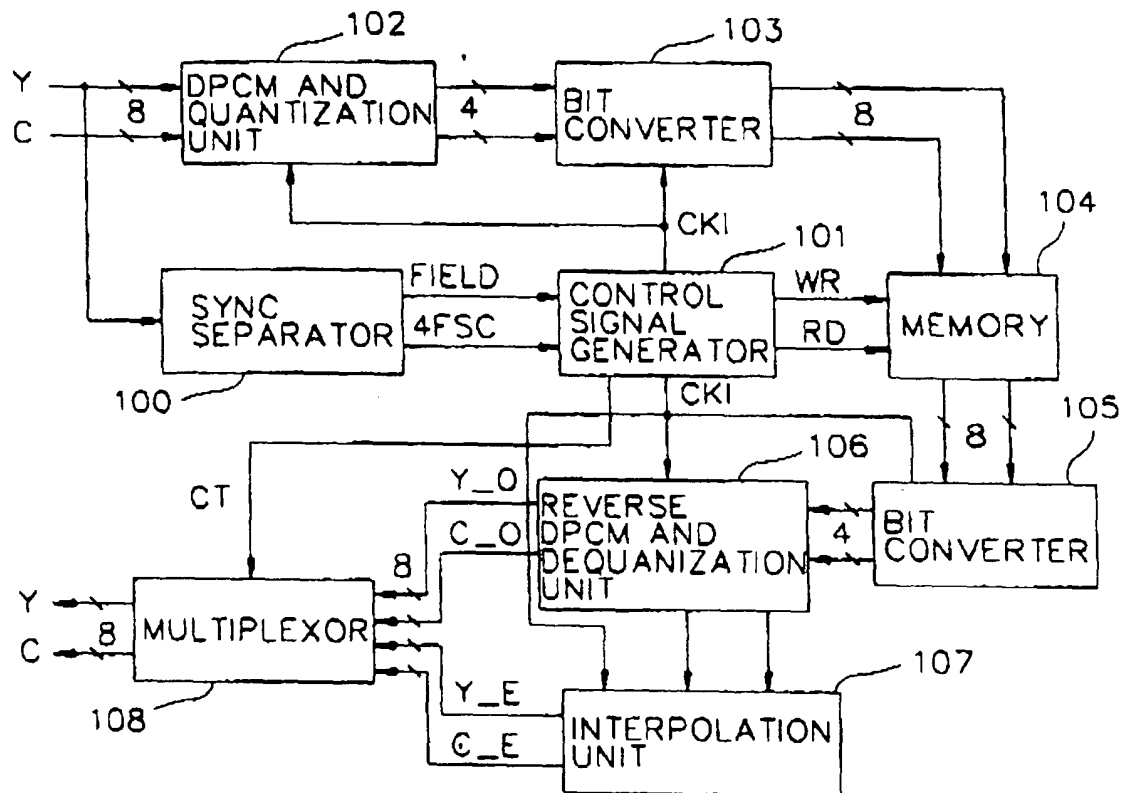 102
103
Y
8
DPCM AND
QUANTIZATION
UNIT
4
BIT
CONVERTER
8
C
104
CKI
101
SYNC
SEPARATOR
FIELD
4FSC
CONTROL
SIGNAL
GENERATOR
WR
RD
MEMORY
100
CKI
8
105
106
CT
Y_O
C_O
REVERSE
DPCM AND
DEQUANIZATION
UNIT
4
BIT
CONVERTER
8
Y
8
C
MULTIPLEXOR
107
108
Y_E
C_E
INTERPOLATION
UNIT